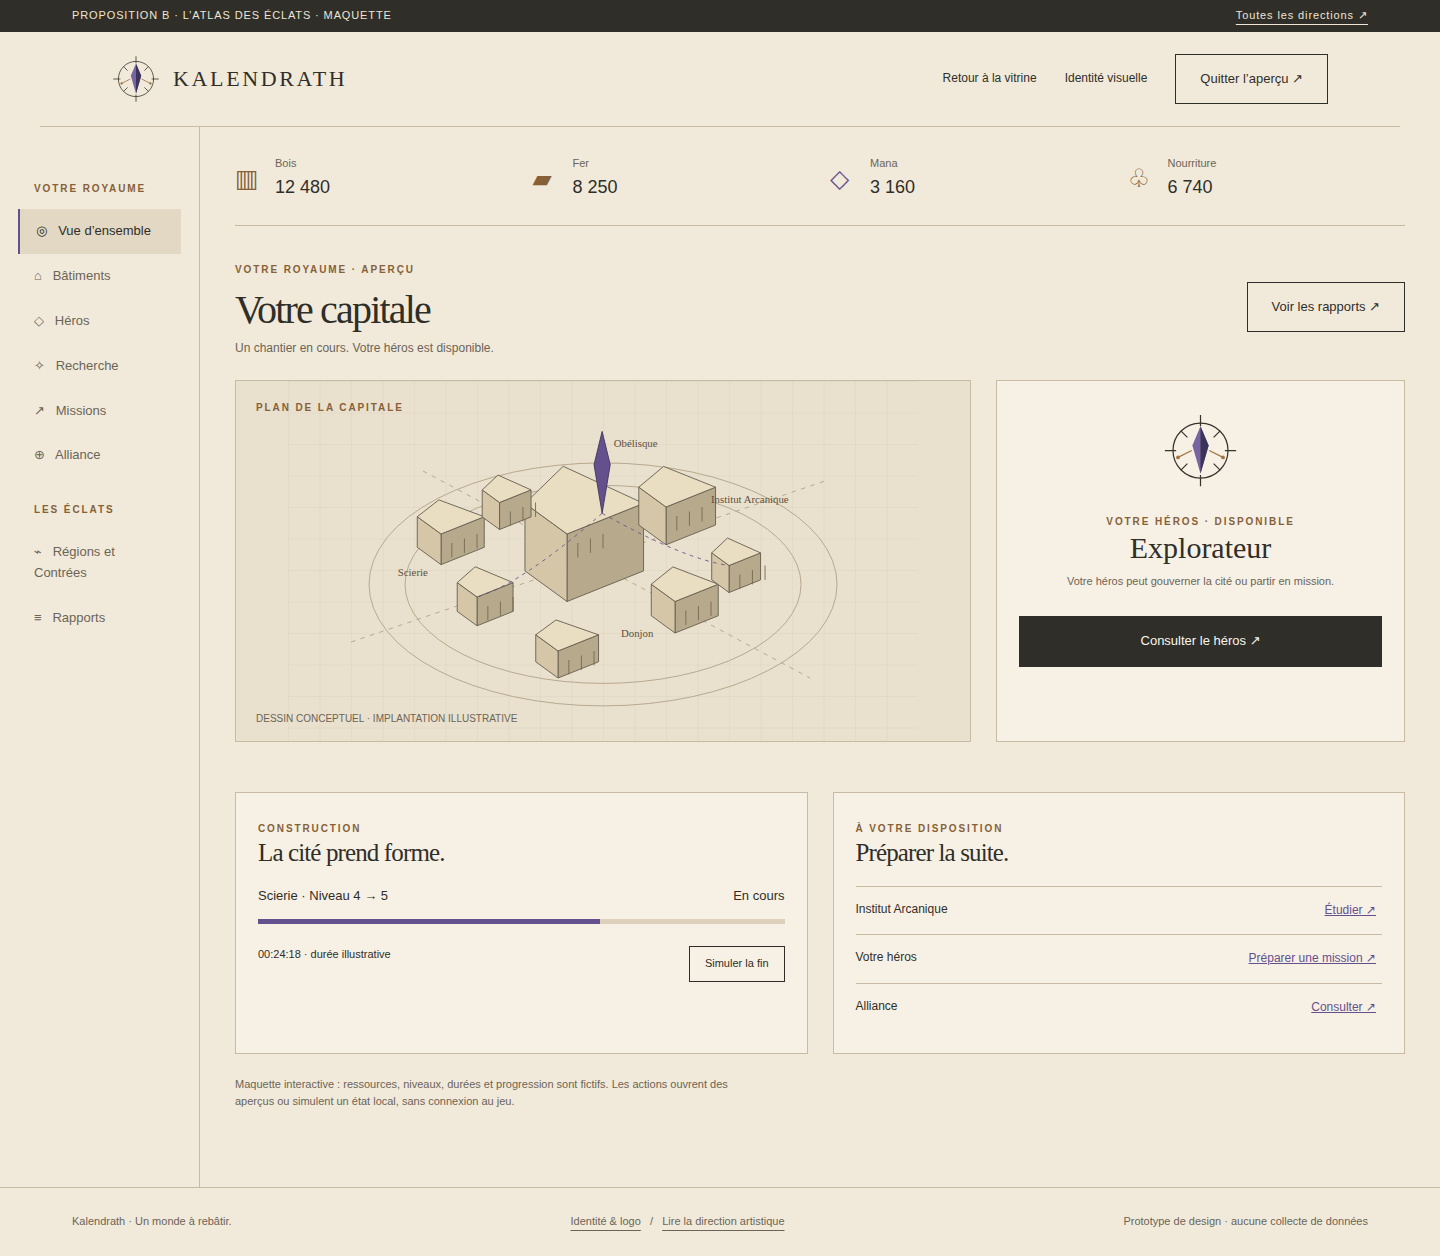 PROPOSITION B · L'ATLAS DES ÉCLATS · MAQUETTE
Toutes les directions ↗
KALENDRATH
Retour à la vitrine
Identité visuelle
Quitter l'aperçu ↗
VOTRE ROYAUME
◎ Vue d'ensemble
⌂ Bâtiments
◇ Héros
✧ Recherche
↗ Missions
⊕ Alliance
LES ÉCLATS
⌁ Régions et
Contrées
≡ Rapports
Bois
12 480
Fer
8 250
Mana
3 160
Nourriture
6 740
VOTRE ROYAUME · APERÇU
Votre capitale
Un chantier en cours. Votre héros est disponible.
Voir les rapports ↗
PLAN DE LA CAPITALE
Obélisque
Institut Arcanique
Scierie
Donjon
DESSIN CONCEPTUEL · IMPLANTATION ILLUSTRATIVE
VOTRE HÉROS · DISPONIBLE
Explorateur
Votre héros peut gouverner la cité ou partir en mission.
Consulter le héros ↗
CONSTRUCTION
La cité prend forme.
Scierie · Niveau 4 → 5
En cours
00:24:18 · durée illustrative
Simuler la fin
À VOTRE DISPOSITION
Préparer la suite.
Institut Arcanique
Étudier ↗
Votre héros
Préparer une mission ↗
Alliance
Consulter ↗
Maquette interactive : ressources, niveaux, durées et progression sont fictifs. Les actions ouvrent des
aperçus ou simulent un état local, sans connexion au jeu.
Kalendrath · Un monde à rebâtir.
Identité & logo / Lire la direction artistique
Prototype de design · aucune collecte de données